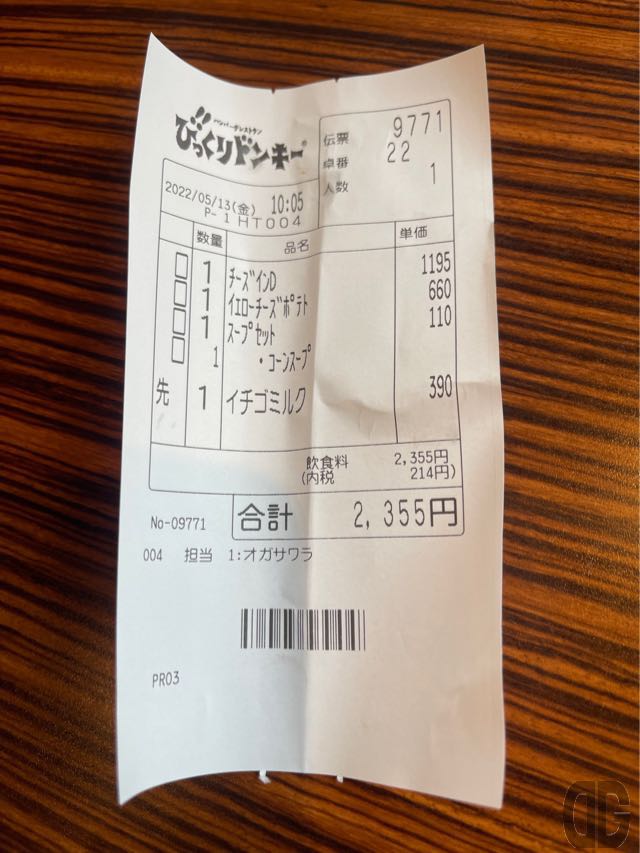 ハンバーグレストラン
びっくりドンキー
伝票 9771
卓番 22
人数 1
2022/05/13(金) 10:05
P- 1 HT004
数量 品名 単価
1 チーズインD 1195
1 イエローチーズポテト 660
1 スープセット 110
1 ・コーンスープ
先 1 イチゴミルク 390
飲食料 2,355円
(内税 214円)
No-09771 合計 2,355円
004 担当 1:オガサワラ
PR03
DG